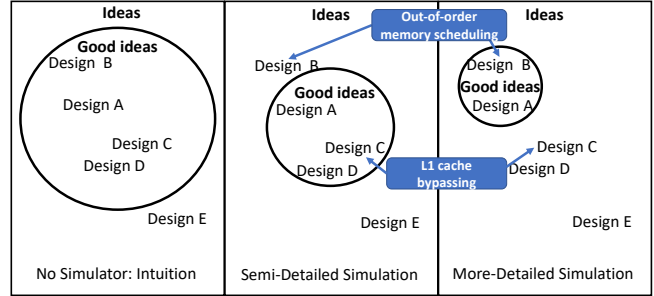 Ideas
Good ideas
Design B
Design A
Design C
Design D
Design E
No Simulator: Intuition
Ideas
Out-of-order
memory scheduling
Design B
Good ideas
Design A
Design C
Design D
L1 cache
bypassing
Design E
Semi-Detailed Simulation
Ideas
Design B
Good ideas
Design A
Design C
Design D
Design E
More-Detailed Simulation